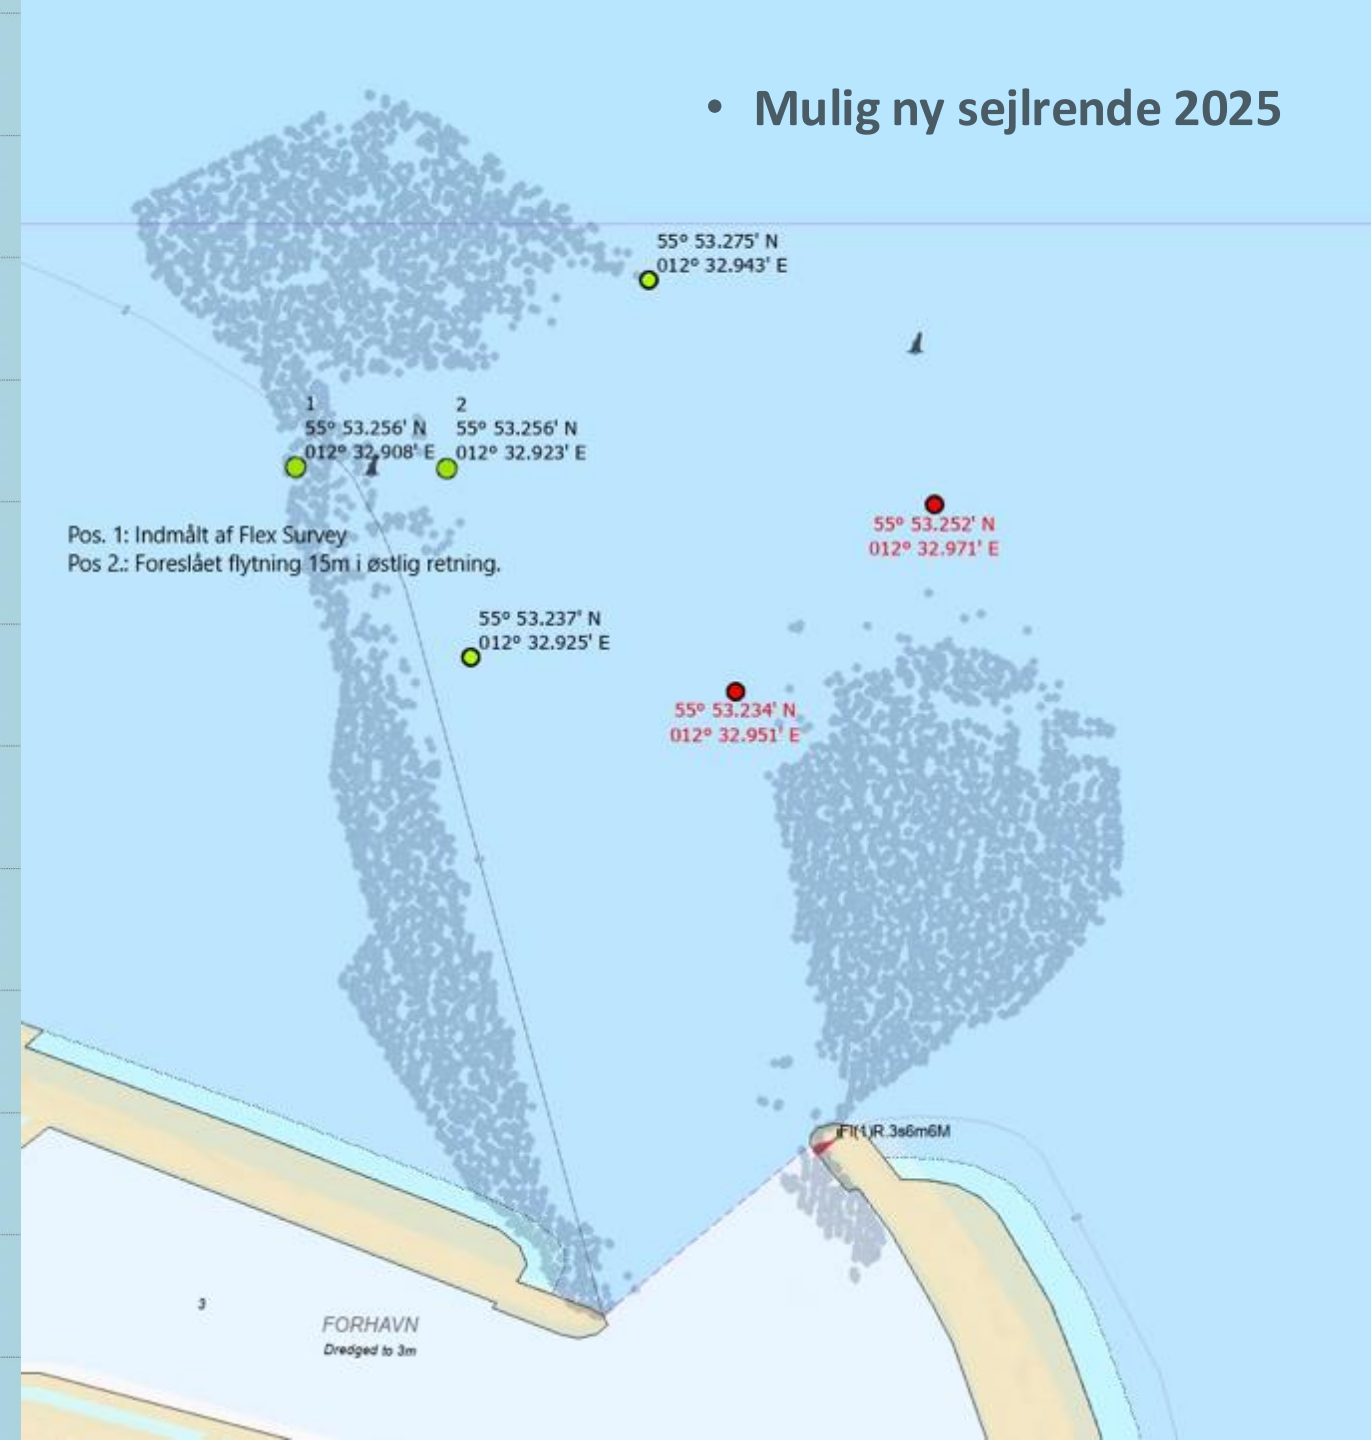 • Mulig ny sejlrende 2025
55° 53.275' N
012° 32.943' E
1
55° 53.256' N
012° 32.908' E
2
55° 53.256' N
012° 32.923' E
55° 53.252' N
012° 32.971' E
Pos. 1: Indmålt af Flex Survey
Pos 2.: Foreslået flytning 15m i østlig retning.
55° 53.237' N
012° 32.925' E
55° 53.234' N
012° 32.951' E
Fl(1)R.3s6m6M
3
FORHAVN
Dredged to 3m